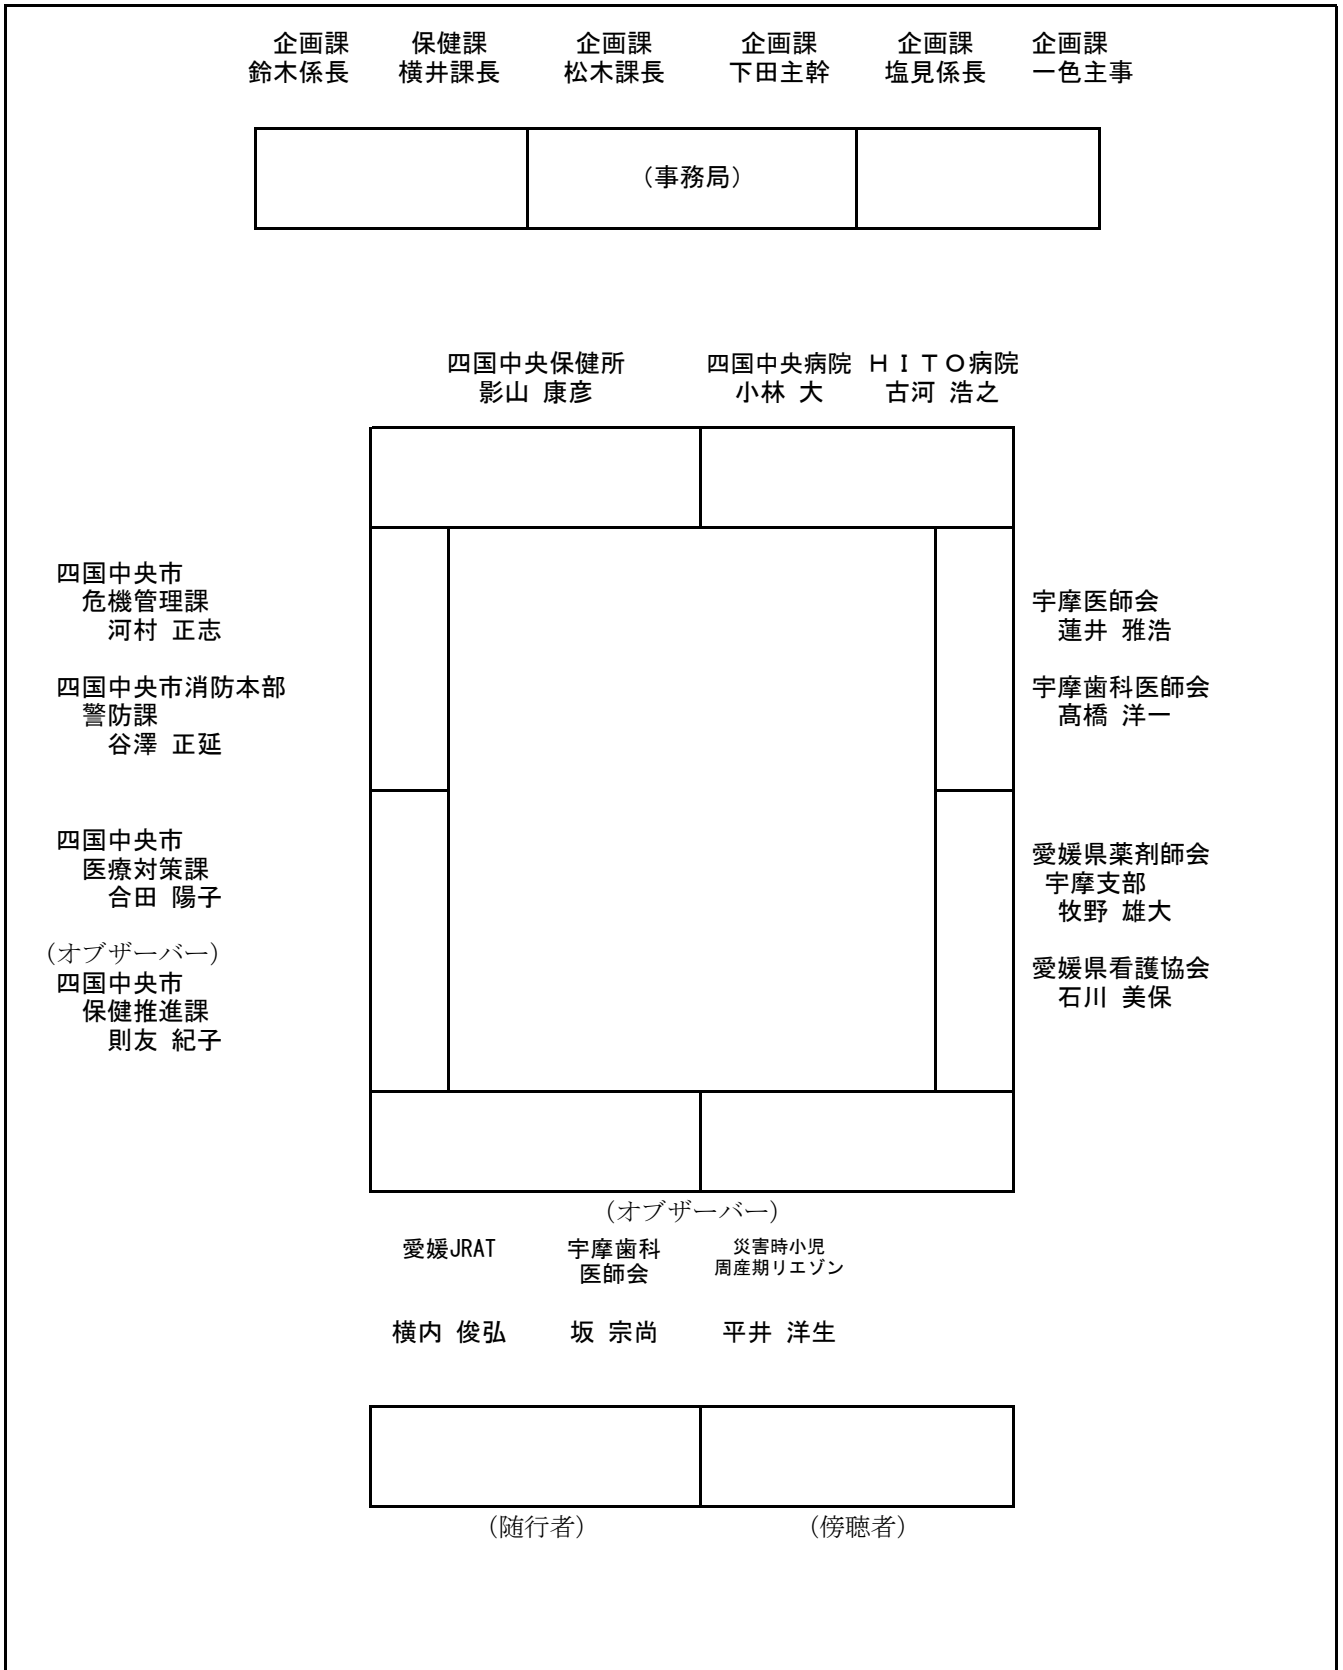 企画課 保健課 企画課 企画課 企画課 企画課
鈴木係長 横井課長 松木課長 下田主幹 塩見係長 一色主事
（事務局）
四国中央保健所 四国中央病院 ＨＩＴＯ病院
影山 康彦 小林 大 古河 浩之
四国中央市
危機管理課
河村 正志
四国中央市消防本部
警防課
谷澤 正延
四国中央市
医療対策課
合田 陽子
（オブザーバー）
四国中央市
保健推進課
則友 紀子
宇摩医師会
蓮井 雅浩
宇摩歯科医師会
髙橋 洋一
愛媛県薬剤師会
宇摩支部
牧野 雄大
愛媛県看護協会
石川 美保
（オブザーバー）
愛媛JRAT
横内 俊弘
宇摩歯科
医師会
坂 宗尚
災害時小児
周産期リエゾン
平井 洋生
（随行者） （傍聴者）